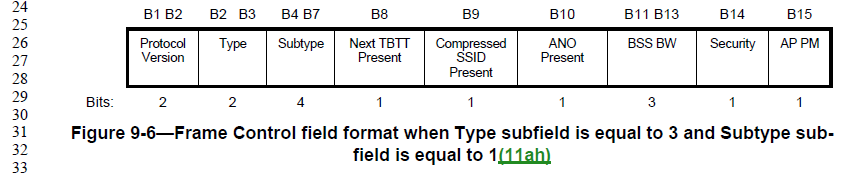 24
25 B1 B2 B2 B3 B4 B7 B8 B9 B10 B11 B13 B14 B15
26 Protocol Version Type Subtype Next TBTT Present Compressed SSID Present ANO Present BSS BW Security AP PM
27
28
29 Bits: 2 2 4 1 1 1 3 1 1
30
31 Figure 9-6—Frame Control field format when Type subfield is equal to 3 and Subtype sub-
32 field is equal to 1(11ah)
33